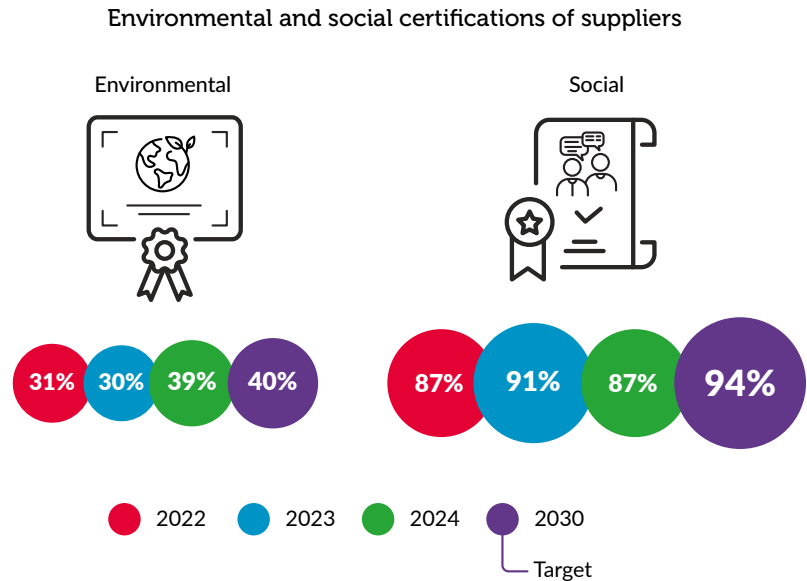 Environmental and social certifications of suppliers
Environmental
Social
31% 30% 39% 40%
87% 91% 87% 94%
2022 2023 2024 2030
Target